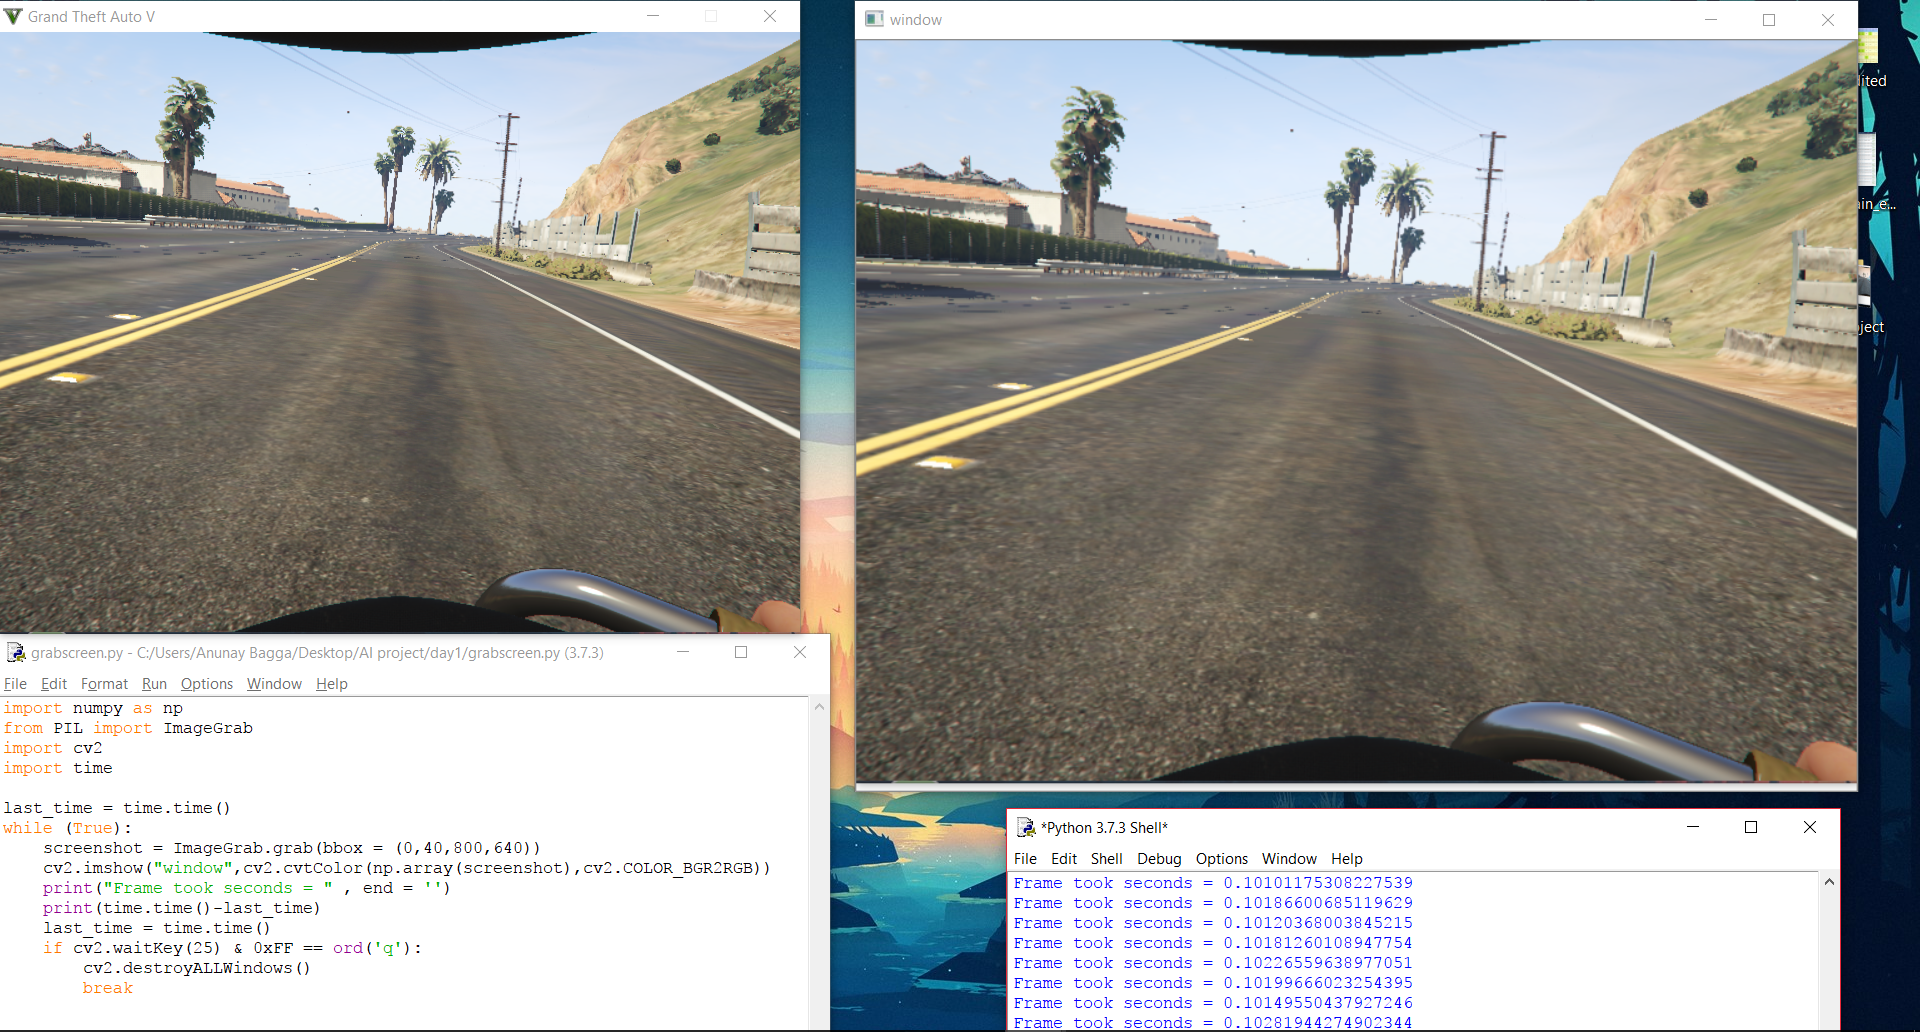 Grand Theft Auto V
window
dited
ain_e...
ject
grabscreen.py - C:/Users/Anunay Bagga/Desktop/AI project/day1/grabscreen.py (3.7.3)
File Edit Format Run Options Window Help
import numpy as np
from PIL import ImageGrab
import cv2
import time
last_time = time.time()
while (True):
    screenshot = ImageGrab.grab(bbox = (0,40,800,640))
    cv2.imshow("window",cv2.cvtColor(np.array(screenshot),cv2.COLOR_BGR2RGB))
    print("Frame took seconds = " , end = '')
    print(time.time()-last_time)
    last_time = time.time()
    if cv2.waitKey(25) & 0xFF == ord('q'):
        cv2.destroyALLWindows()
        break
*Python 3.7.3 Shell*
File Edit Shell Debug Options Window Help
Frame took seconds = 0.10101175308227539
Frame took seconds = 0.10186600685119629
Frame took seconds = 0.10120368003845215
Frame took seconds = 0.10181260108947754
Frame took seconds = 0.10226559638977051
Frame took seconds = 0.10199666023254395
Frame took seconds = 0.10149550437927246
Frame took seconds = 0.10281944274902344